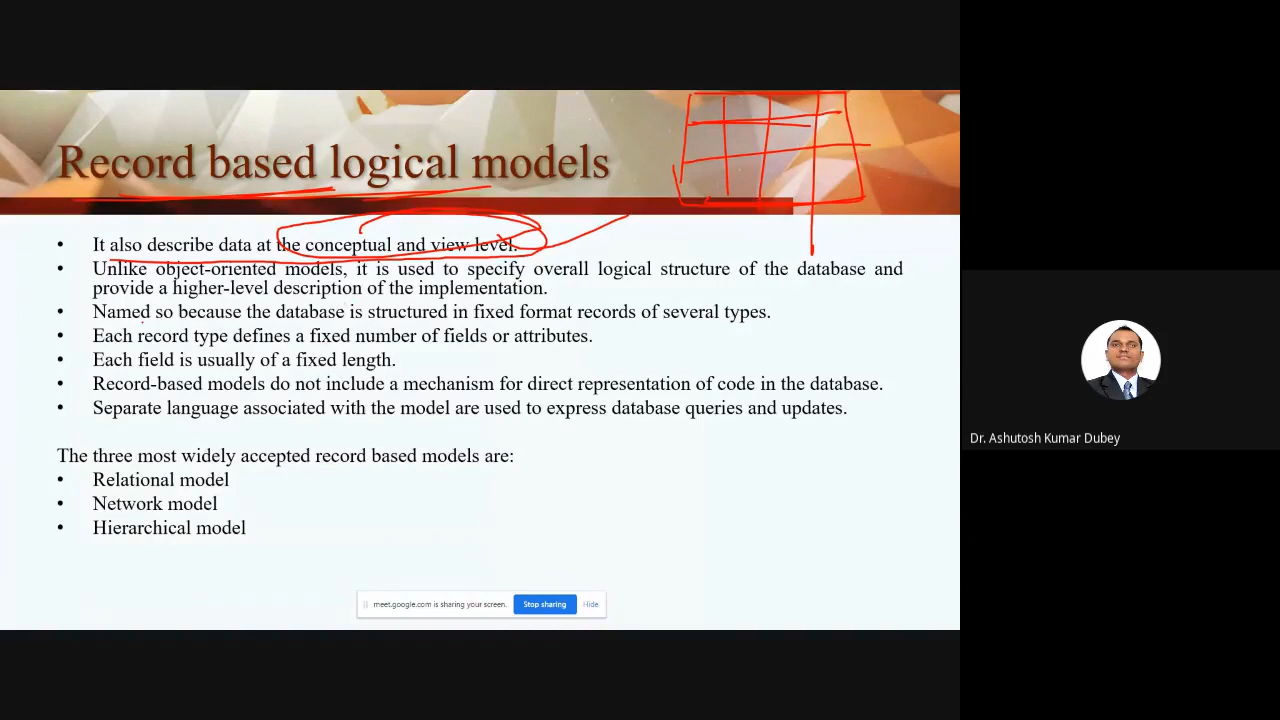 Record based logical models
• It also describe data at the conceptual and view level.
• Unlike object-oriented models, it is used to specify overall logical structure of the database and
provide a higher-level description of the implementation.
• Named so because the database is structured in fixed format records of several types.
• Each record type defines a fixed number of fields or attributes.
• Each field is usually of a fixed length.
• Record-based models do not include a mechanism for direct representation of code in the database.
• Separate language associated with the model are used to express database queries and updates.
The three most widely accepted record based models are:
• Relational model
• Network model
• Hierarchical model
meet.google.com is sharing your screen. Stop sharing Hide
Dr. Ashutosh Kumar Dubey